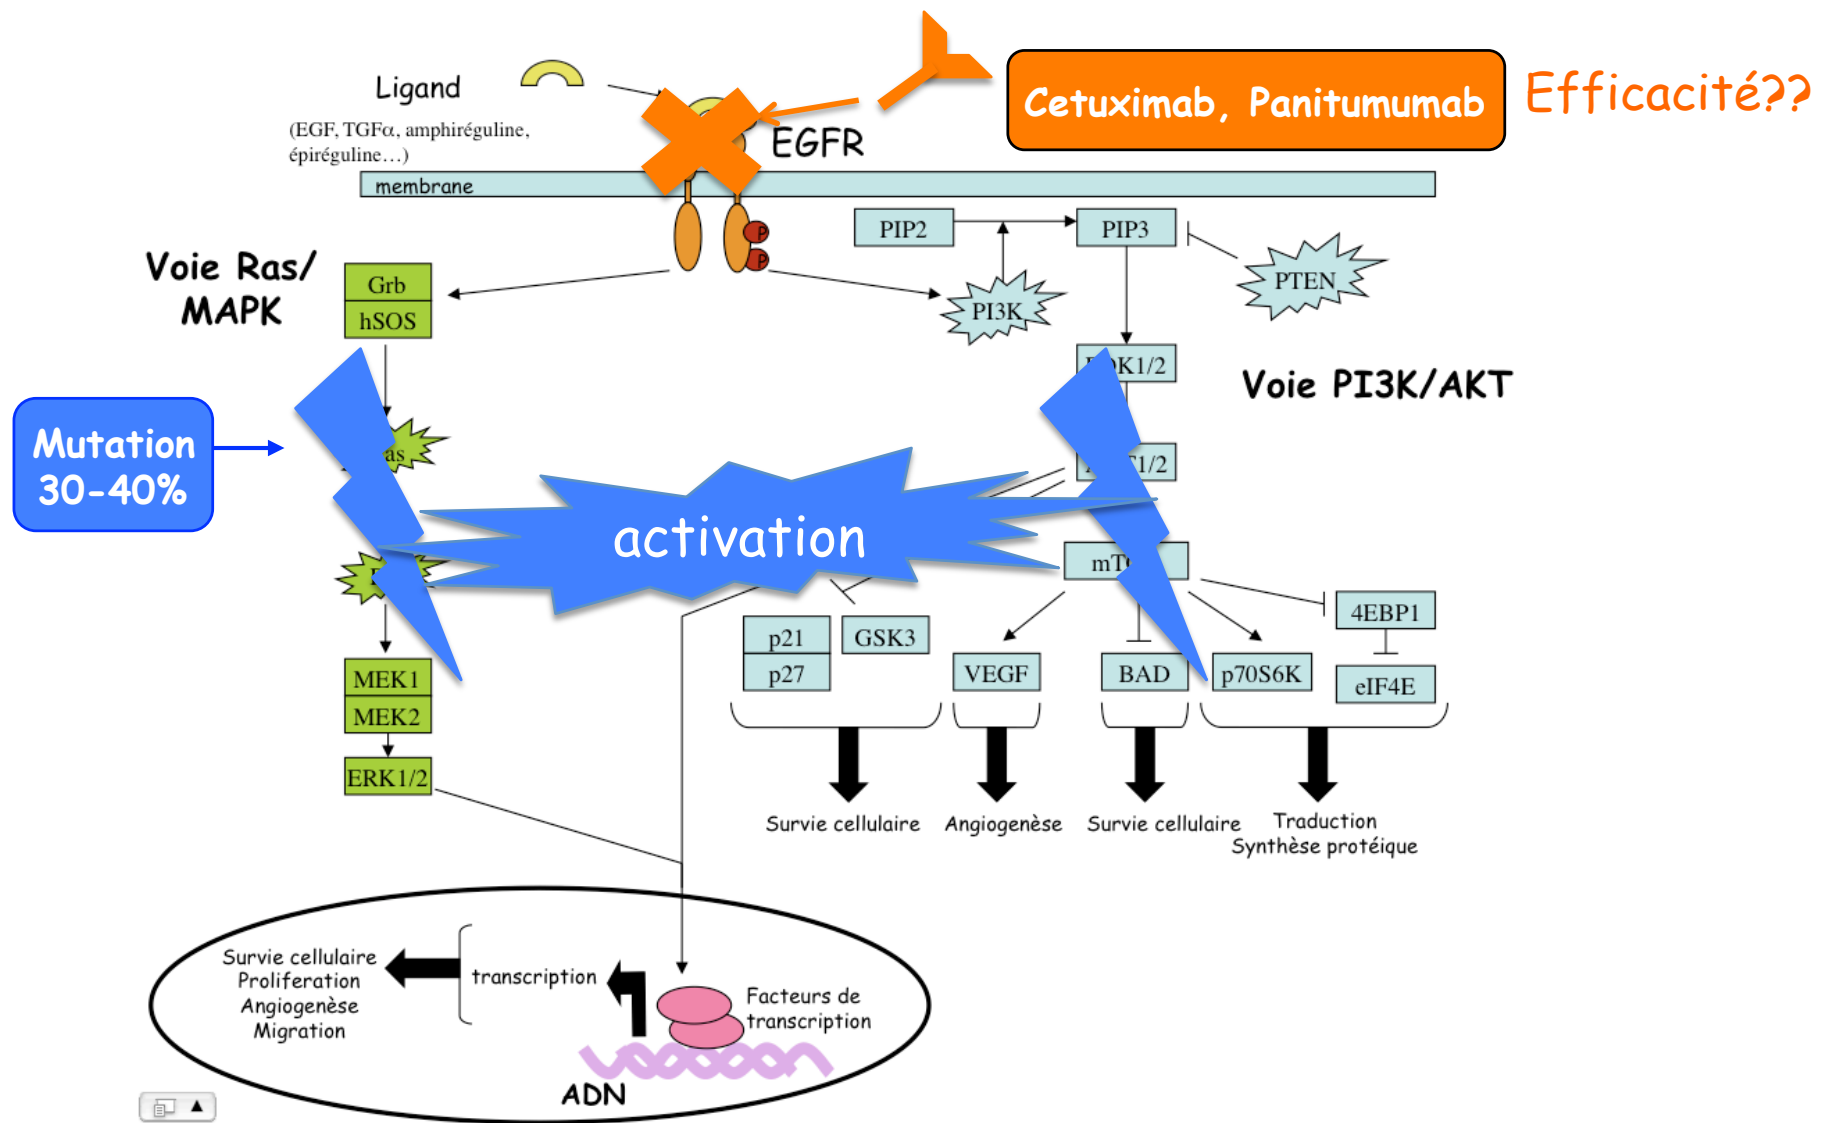 Ligand
(EGF, TGFα, amphiréguline,
épiréguline...)
Cetuximab, Panitumumab
Efficacité??
EGFR
membrane
Voie Ras/
MAPK
Grb
hSOS
P
P
PIP2
PIP3
PI3K
PTEN
Voie PI3K/AKT
Mutation
30-40%
activation
MEK1
MEK2
ERK1/2
p21
p27
GSK3
VEGF
BAD
p70S6K
4EBP1
eIF4E
Survie cellulaire
Angiogenèse
Survie cellulaire
Traduction
Synthèse protéique
Survie cellulaire
Proliferation
Angiogenèse
Migration
transcription
Facteurs de
transcription
ADN